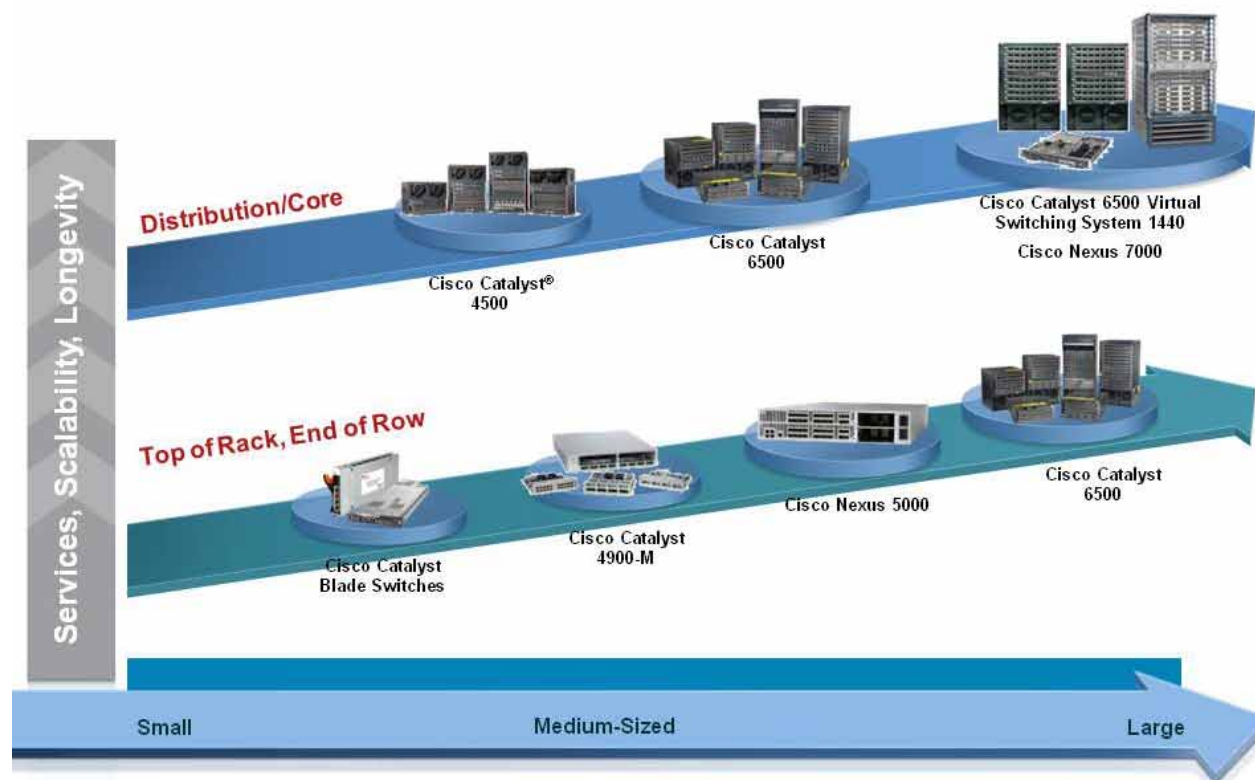 Services, Scalability, Longevity
Distribution/Core
Cisco Catalyst®
4500
Cisco Catalyst
6500
Cisco Catalyst 6500 Virtual
Switching System 1440
Cisco Nexus 7000
Top of Rack, End of Row
Cisco Catalyst
Blade Switches
Cisco Catalyst
4900-M
Cisco Nexus 5000
Cisco Catalyst
6500
Small
Medium-Sized
Large